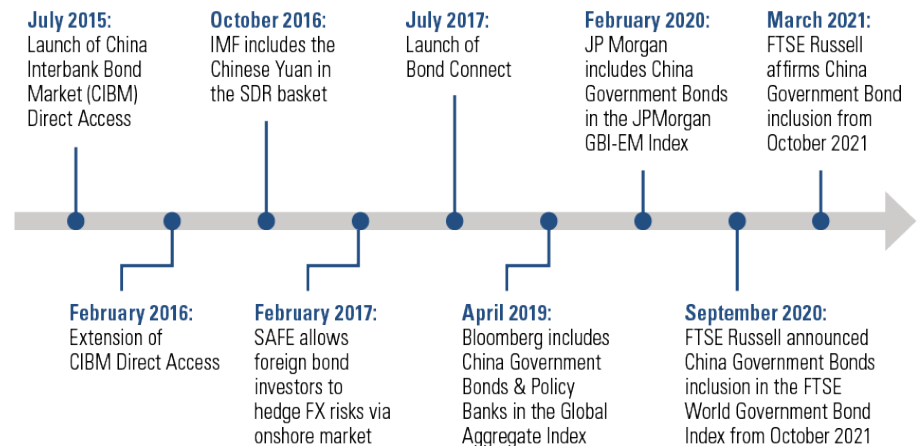 July 2015:
Launch of China
Interbank Bond
Market (CIBM)
Direct Access
October 2016:
IMF includes the
Chinese Yuan in
the SDR basket
July 2017:
Launch of
Bond Connect
February 2020:
JP Morgan
includes China
Government Bonds
in the JPMorgan
GBI-EM Index
March 2021:
FTSE Russell
affirms China
Government Bond
inclusion from
October 2021
February 2016:
Extension of
CIBM Direct Access
February 2017:
SAFE allows
foreign bond
investors to
hedge FX risks via
onshore market
April 2019:
Bloomberg includes
China Government
Bonds & Policy
Banks in the Global
Aggregate Index
September 2020:
FTSE Russell announced
China Government Bonds
inclusion in the FTSE
World Government Bond
Index from October 2021